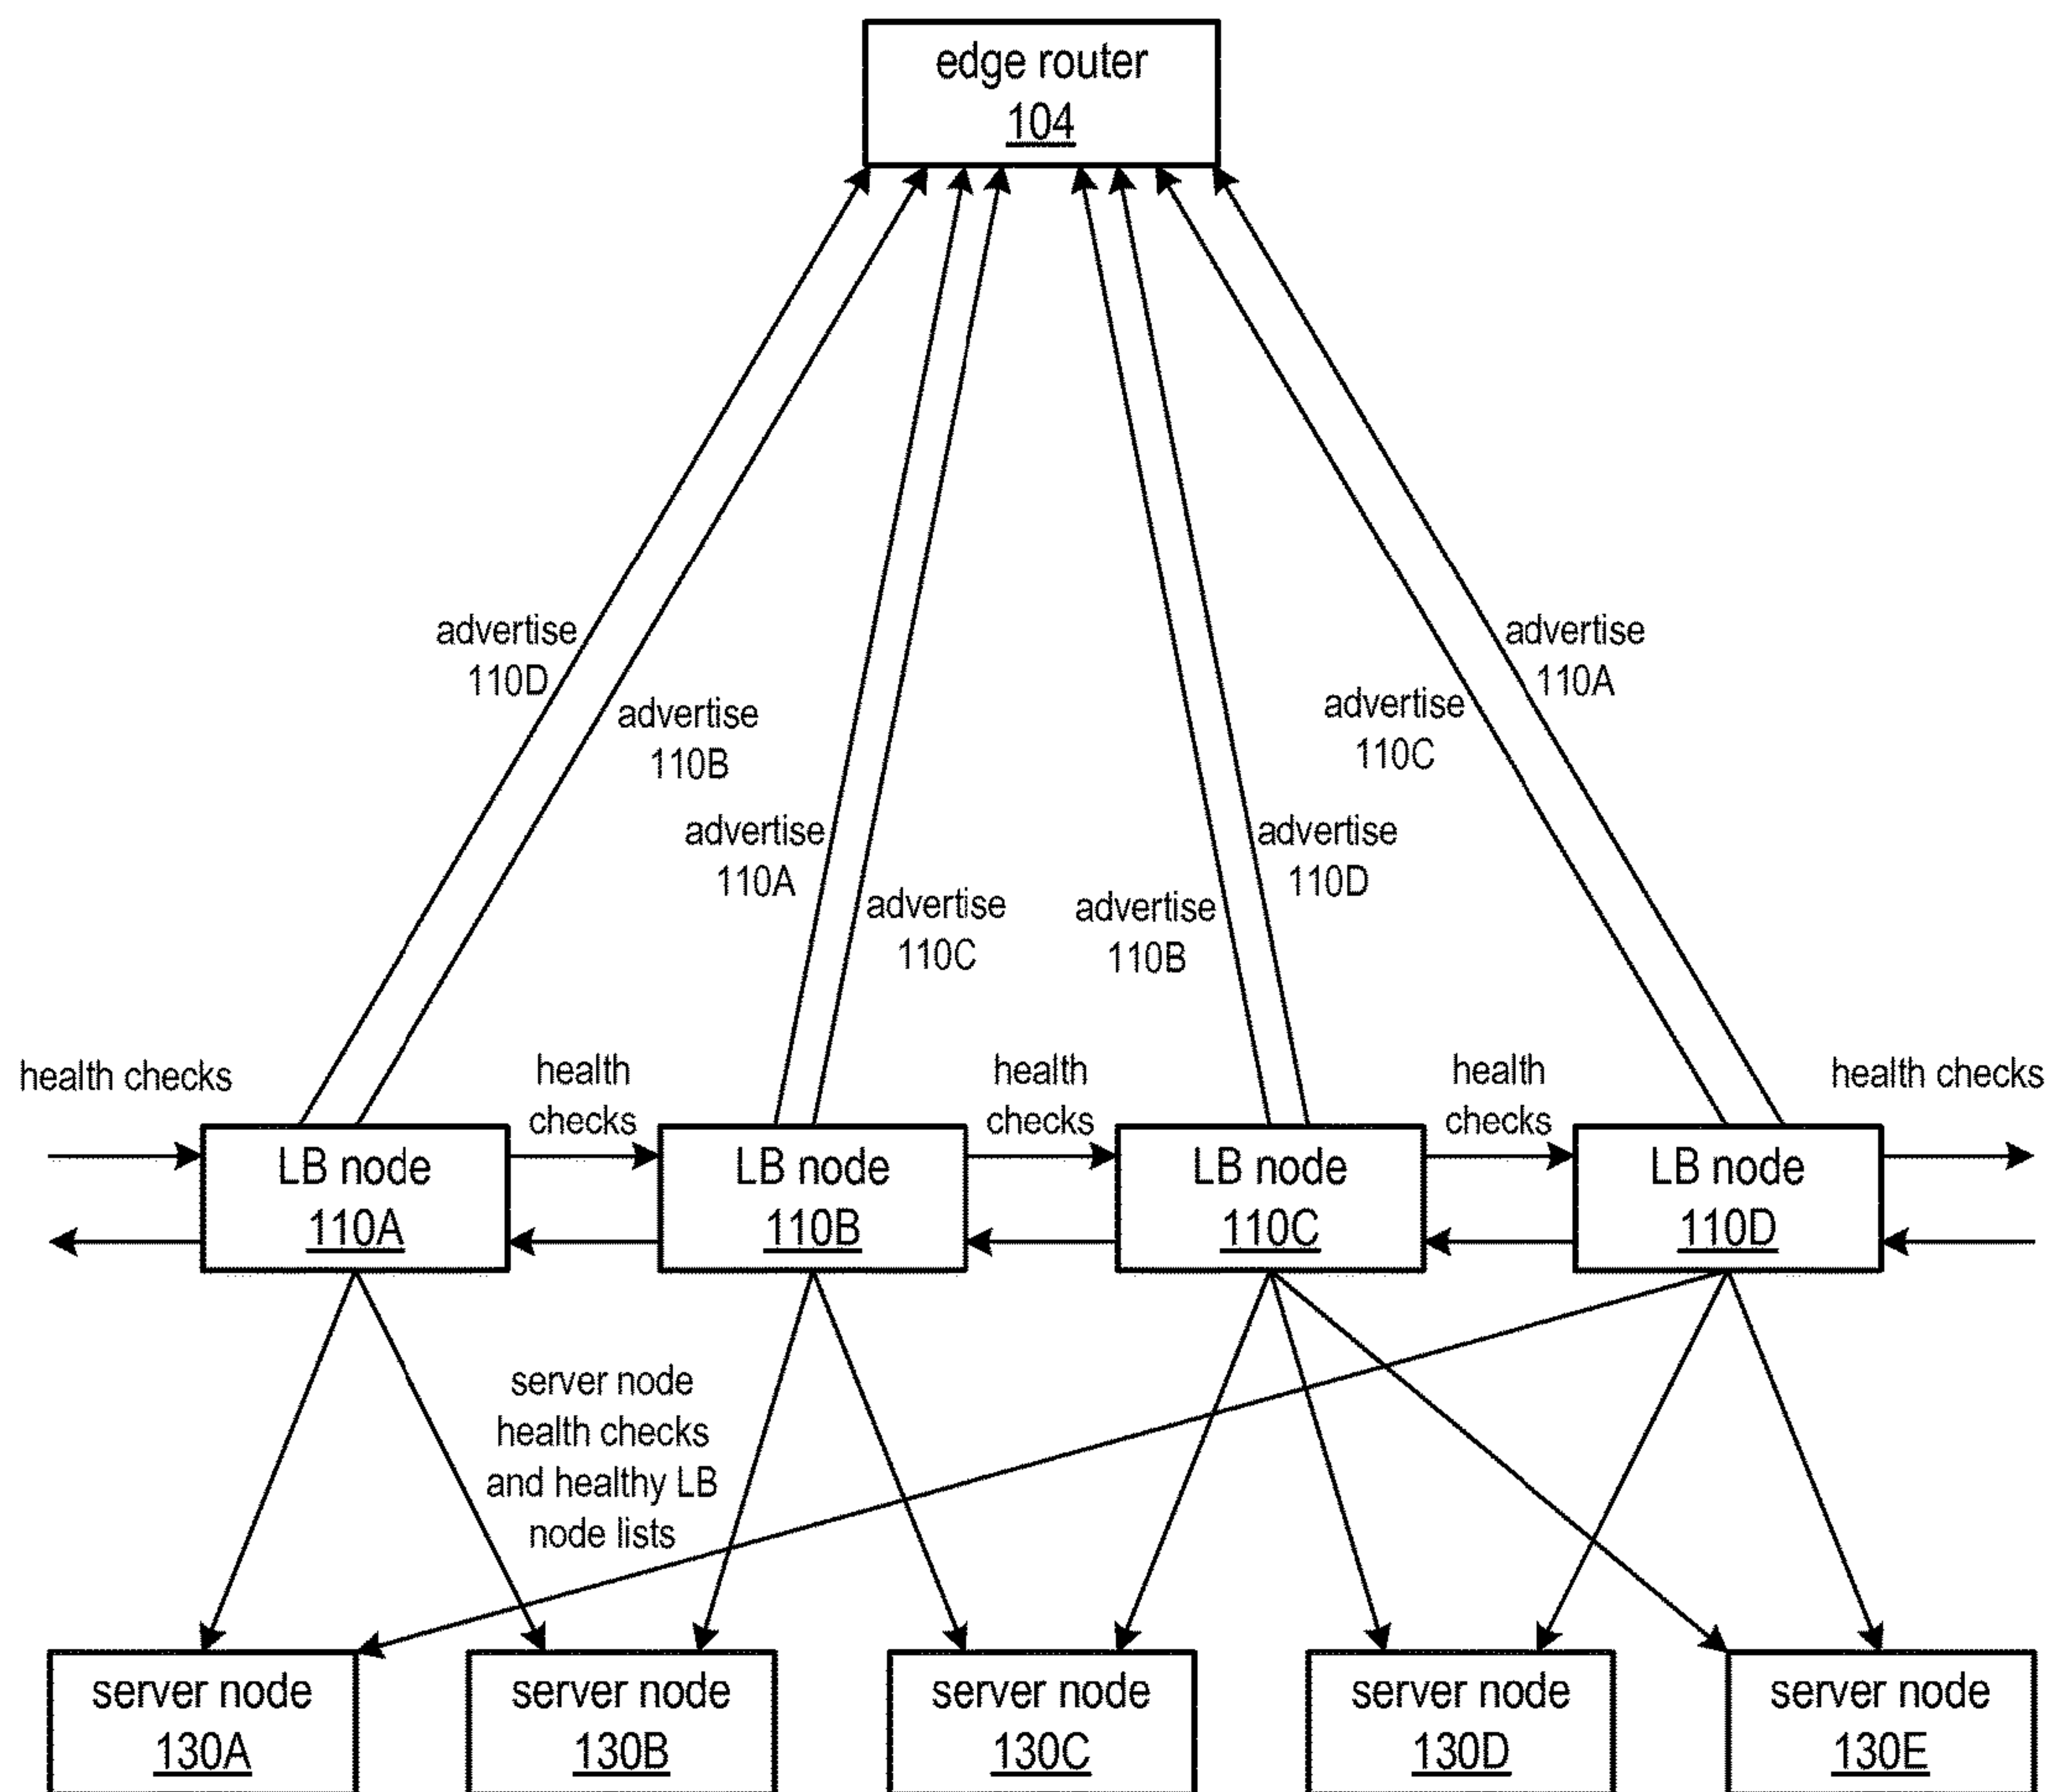 edge router
104
advertise
110D
advertise
110B
advertise
110A
advertise
110C
advertise
110B
advertise
110D
advertise
110C
advertise
110A
health checks
health
checks
health
checks
health
checks
health checks
LB node
110A
LB node
110B
LB node
110C
LB node
110D
server node
health checks
and healthy LB
node lists
server node
130A
server node
130B
server node
130C
server node
130D
server node
130E